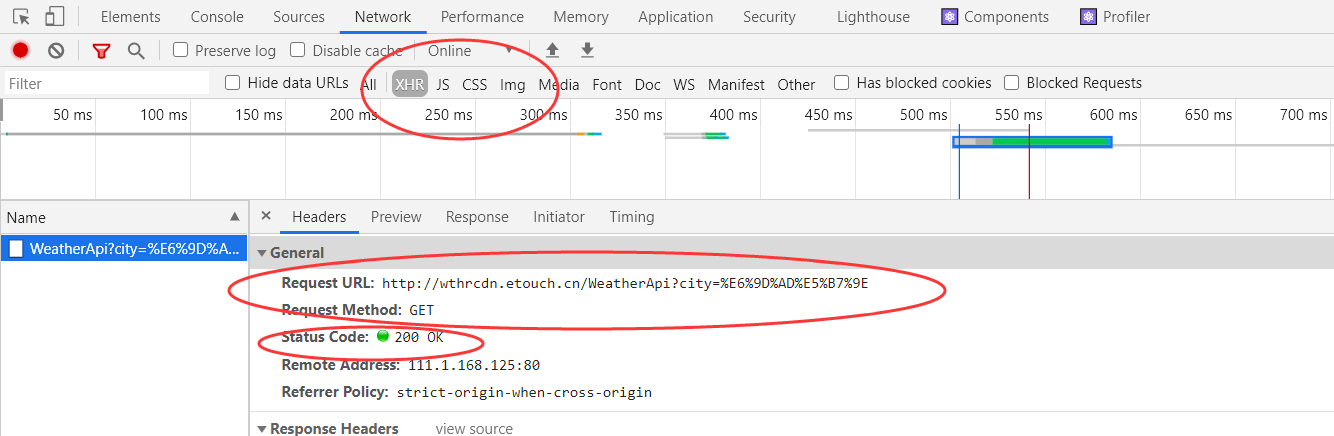 Elements Console Sources Network Performance Memory Application Security Lighthouse Components Profiler
Preserve log Disable cache Online
Filter Hide data URLs All XHR JS CSS Img Media Font Doc WS Manifest Other Has blocked cookies Blocked Requests
50 ms 100 ms 150 ms 200 ms 250 ms 300 ms 350 ms 400 ms 450 ms 500 ms 550 ms 600 ms 650 ms 700 ms
Name Headers Preview Response Initiator Timing
WeatherApi?city=%E6%9D%A...
General
Request URL: http://wthrcdn.etouch.cn/WeatherApi?city=%E6%9D%AD%E5%B7%9E
Request Method: GET
Status Code: 200 OK
Remote Address: 111.1.168.125:80
Referrer Policy: strict-origin-when-cross-origin
Response Headers view source